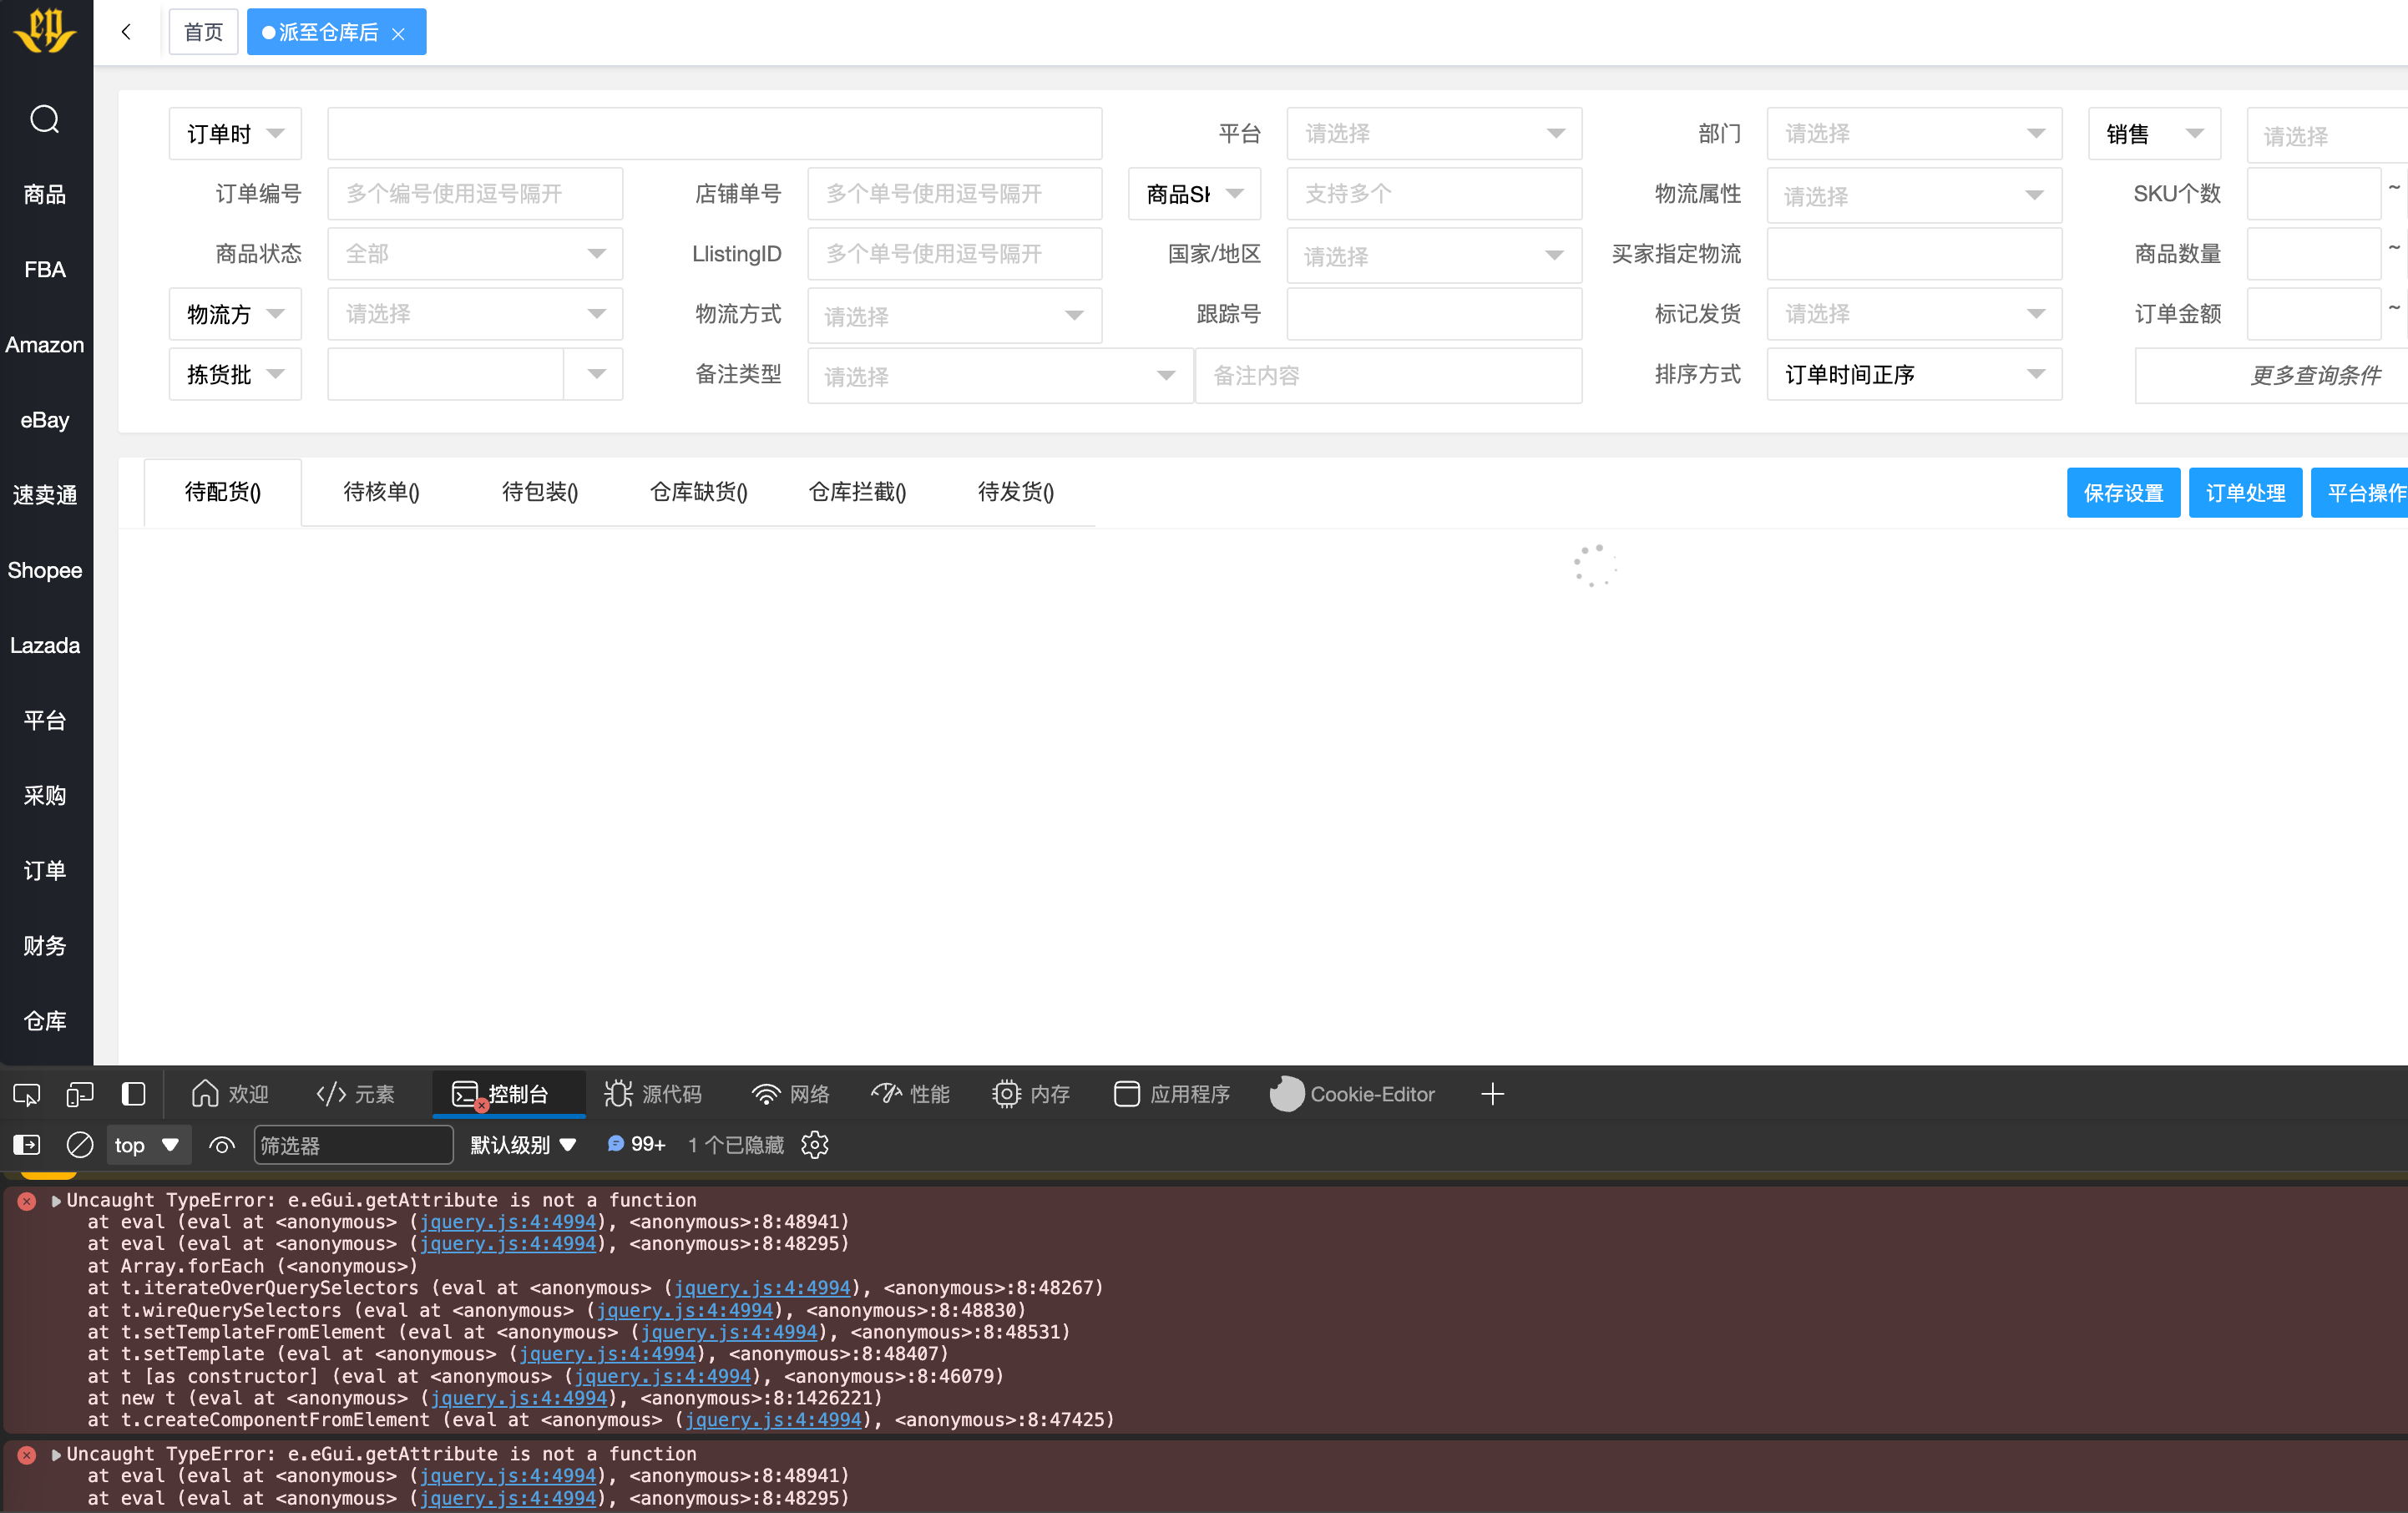 首页
派至仓库后
商品
FBA
Amazon
eBay
速卖通
Shopee
Lazada
平台
采购
订单
财务
仓库
订单时
平台 请选择
部门 请选择
销售 请选择
订单编号 多个编号使用逗号隔开
店铺单号 多个单号使用逗号隔开
商品SK 支持多个
物流属性 请选择
SKU个数 ~
商品状态 全部
LlistingID 多个单号使用逗号隔开
国家/地区 请选择
买家指定物流
商品数量 ~
物流方 请选择
物流方式 请选择
跟踪号
标记发货 请选择
订单金额 ~
拣货批
备注类型 请选择 备注内容
排序方式 订单时间正序
更多查询条件
待配货() 待核单() 待包装() 仓库缺货() 仓库拦截() 待发货()
保存设置 订单处理 平台操作
欢迎 元素 控制台 源代码 网络 性能 内存 应用程序 Cookie-Editor
top 筛选器 默认级别 99+ 1 个已隐藏
Uncaught TypeError: e.eGui.getAttribute is not a function
at eval (eval at <anonymous> (jquery.js:4:4994), <anonymous>:8:48941)
at eval (eval at <anonymous> (jquery.js:4:4994), <anonymous>:8:48295)
at Array.forEach (<anonymous>)
at t.iterateOverQuerySelectors (eval at <anonymous> (jquery.js:4:4994), <anonymous>:8:48267)
at t.wireQuerySelectors (eval at <anonymous> (jquery.js:4:4994), <anonymous>:8:48830)
at t.setTemplateFromElement (eval at <anonymous> (jquery.js:4:4994), <anonymous>:8:48531)
at t.setTemplate (eval at <anonymous> (jquery.js:4:4994), <anonymous>:8:48407)
at t [as constructor] (eval at <anonymous> (jquery.js:4:4994), <anonymous>:8:46079)
at new t (eval at <anonymous> (jquery.js:4:4994), <anonymous>:8:1426221)
at t.createComponentFromElement (eval at <anonymous> (jquery.js:4:4994), <anonymous>:8:47425)
Uncaught TypeError: e.eGui.getAttribute is not a function
at eval (eval at <anonymous> (jquery.js:4:4994), <anonymous>:8:48941)
at eval (eval at <anonymous> (jquery.js:4:4994), <anonymous>:8:48295)